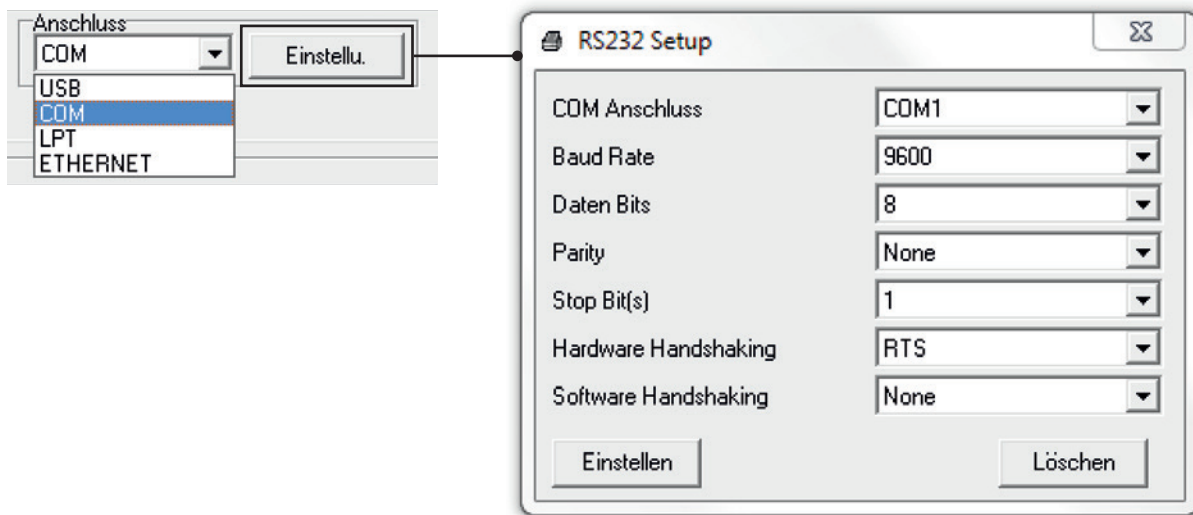 Anschluss
COM
Einstellu.
USB
COM
LPT
ETHERNET
RS232 Setup
COM Anschluss COM1
Baud Rate 9600
Daten Bits 8
Parity None
Stop Bit(s) 1
Hardware Handshaking RTS
Software Handshaking None
Einstellen Löschen